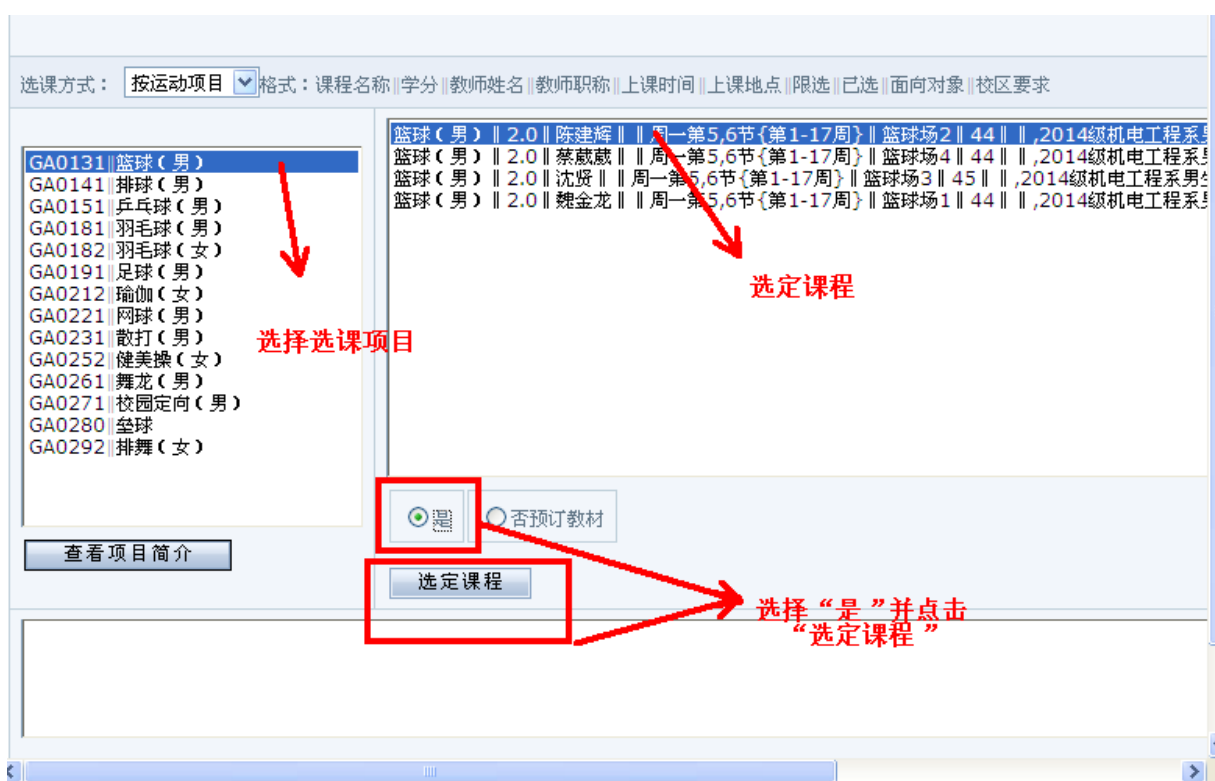 选课方式： 按运动项目 格式：课程名称‖学分‖教师姓名‖教师职称‖上课时间‖上课地点‖限选‖已选‖面向对象‖校区要求
GA0131‖篮球(男)
GA0141‖排球(男)
GA0151‖乒乓球(男)
GA0181‖羽毛球(男)
GA0182‖羽毛球(女)
GA0191‖足球(男)
GA0212‖瑜伽(女)
GA0221‖网球(男)
GA0231‖散打(男)
GA0252‖健美操(女)
GA0261‖舞龙(男)
GA0271‖校园定向(男)
GA0280‖垒球
GA0292‖排舞(女)
选择选课项目
查看项目简介
篮球(男)‖2.0‖陈建辉‖‖周一第5,6节{第1-17周}‖篮球场2‖44‖‖,2014级机电工程系男
篮球(男)‖2.0‖蔡葳葳‖‖周一第5,6节{第1-17周}‖篮球场4‖44‖‖,2014级机电工程系男
篮球(男)‖2.0‖沈贤‖‖周一第5,6节{第1-17周}‖篮球场3‖45‖‖,2014级机电工程系男生
篮球(男)‖2.0‖魏金龙‖‖周一第5,6节{第1-17周}‖篮球场1‖44‖‖,2014级机电工程系男
选定课程
是 否预订教材
选定课程
选择“是”并点击
“选定课程”